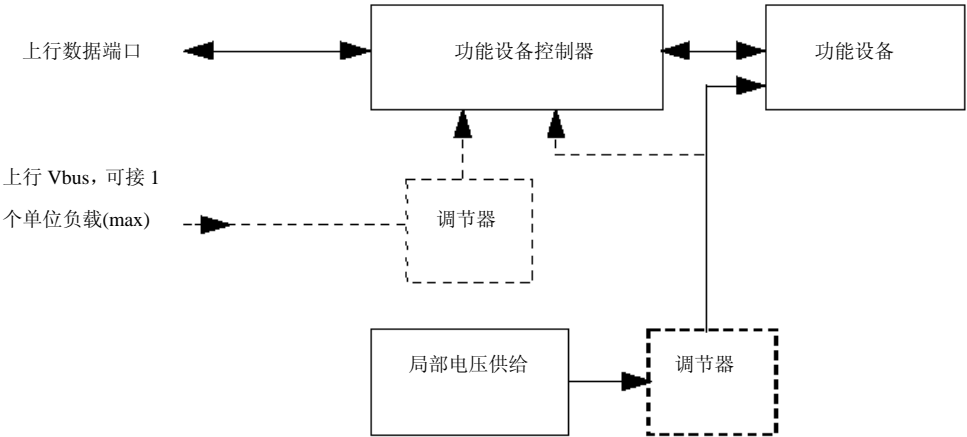 上行数据端口
功能设备控制器
功能设备
上行 Vbus，可接 1
个单位负载(max)
调节器
局部电压供给
调节器